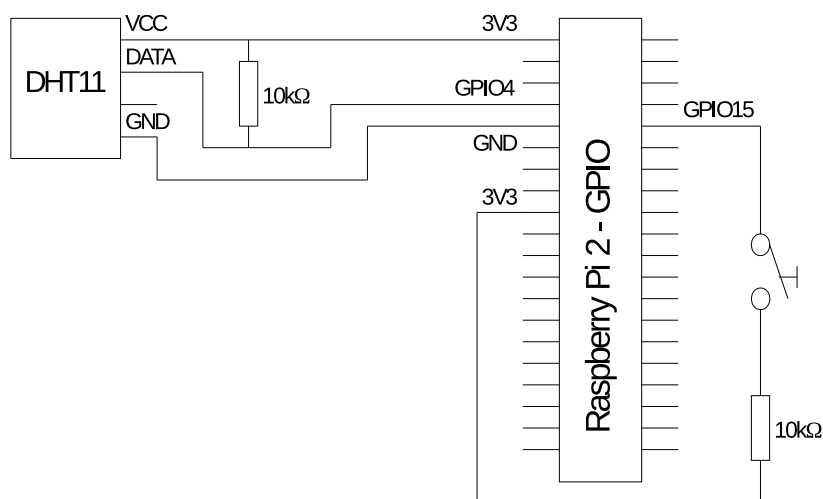 VCC
3V3
DATA
DHT11
10kΩ
GPIO4
GND
GPIO15
GND
3V3
Raspberry Pi 2 - GPIO
10kΩ